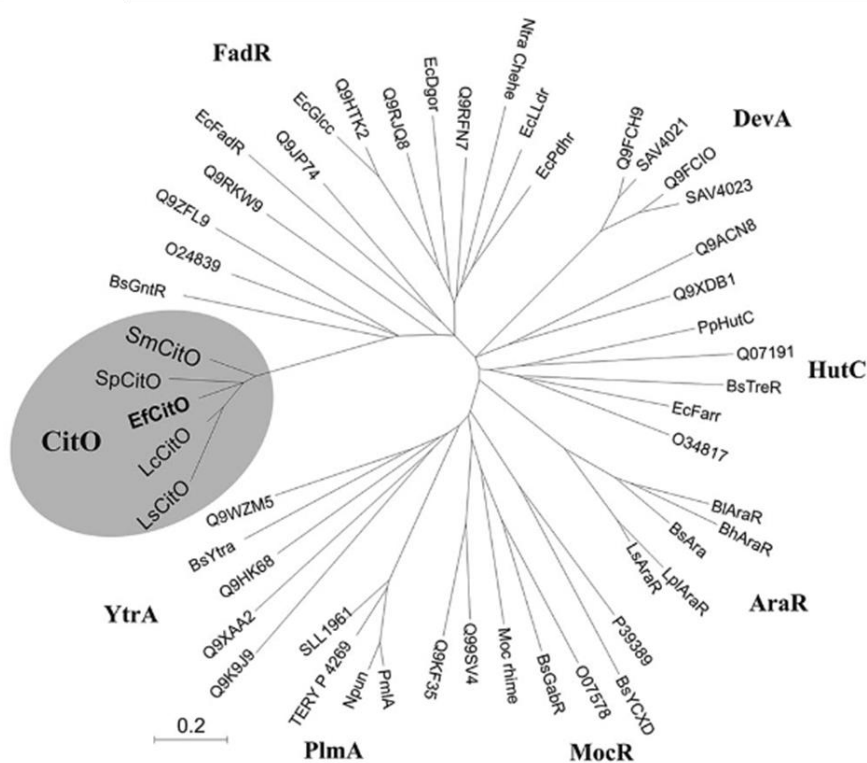 FadR
EcFadR
Q9JP74
EcGlcc
Q9HTK2
Q9RJQ8
EcDgor
Q9RFN7
Ntra Chehe
EcLLdr
EcPdhr
DevA
Q9FCH9
SAV4021
Q9FCIO
SAV4023
Q9ACN8
Q9XDB1
PpHutC
Q07191
HutC
BsTreR
EcFarr
O34817
Q9RKW9
Q9ZFL9
O24839
BsGntR
SmCitO
SpCitO
EfCitO
CitO
LcCitO
LsCitO
Q9WZM5
BsYtra
Q9HK68
YtrA
Q9XAA2
Q9K9J9
SLL1961
TERY P 4269
Npun
PmlA
PlmA
Q9KF35
Q99SV4
Moc rhime
BsGabR
O07578
BsYCXD
P39389
MocR
LsAraR
LplAraR
BsAra
BhAraR
BlAraR
AraR
0.2